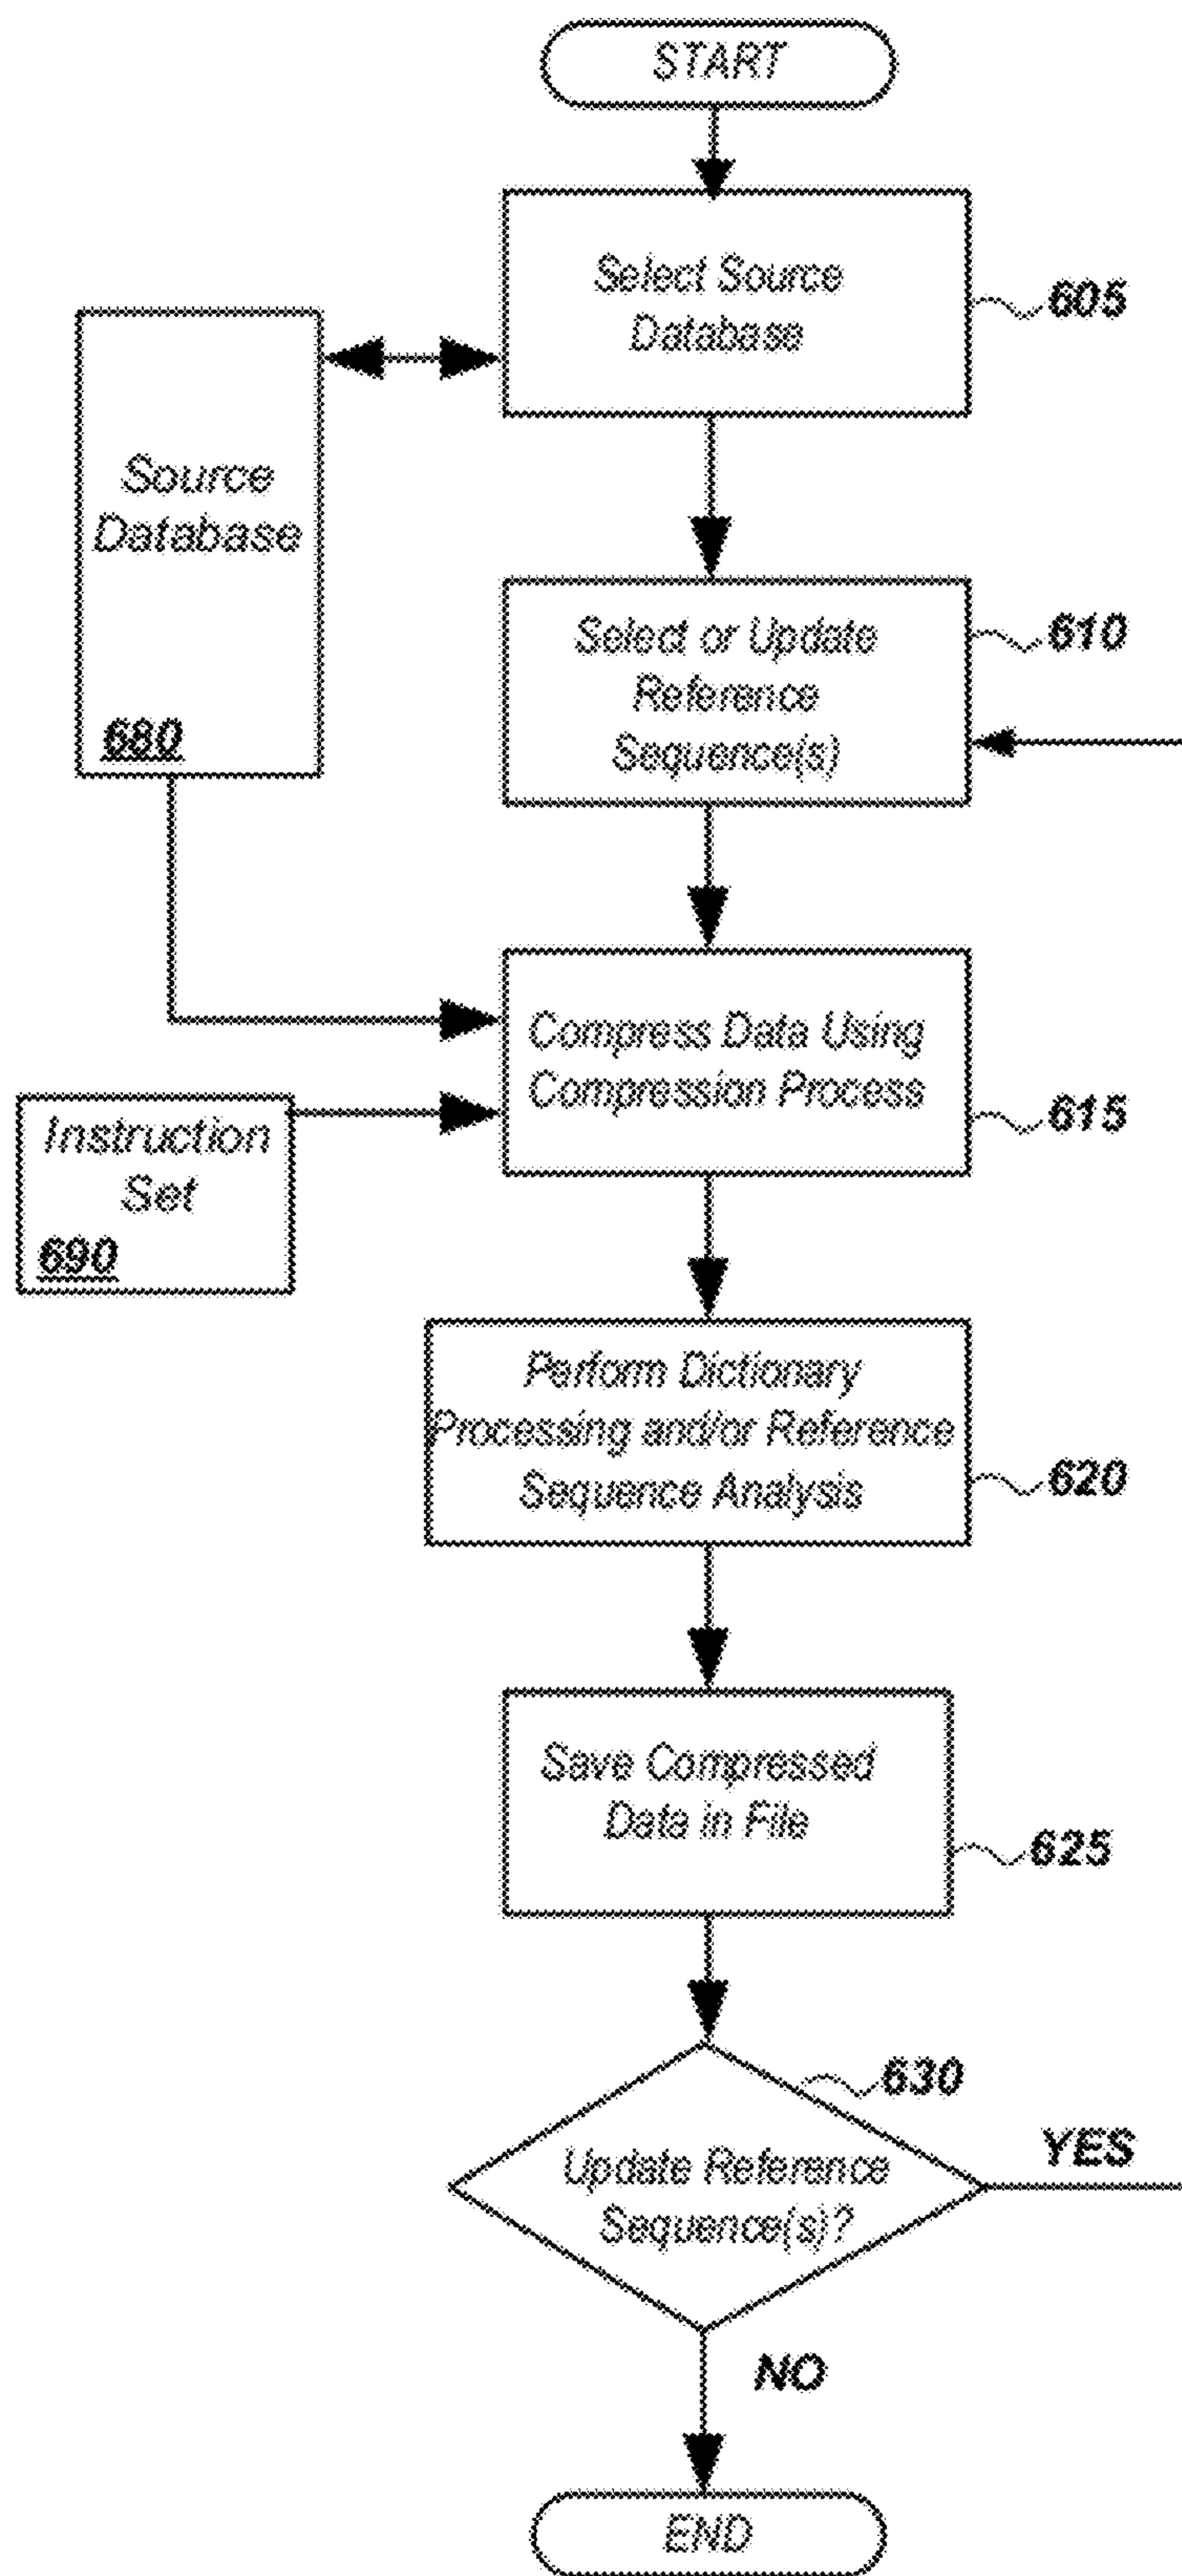 START
Select Source
Database
605
Source
Database
680
Select or Update
Reference
Sequence(s)
610
Compress Data Using
Compression Process
615
Instruction
Set
690
Perform Dictionary
Processing and/or Reference
Sequence Analysis
620
Save Compressed
Data in File
625
630
Update Reference
Sequence(s)?
YES
NO
END